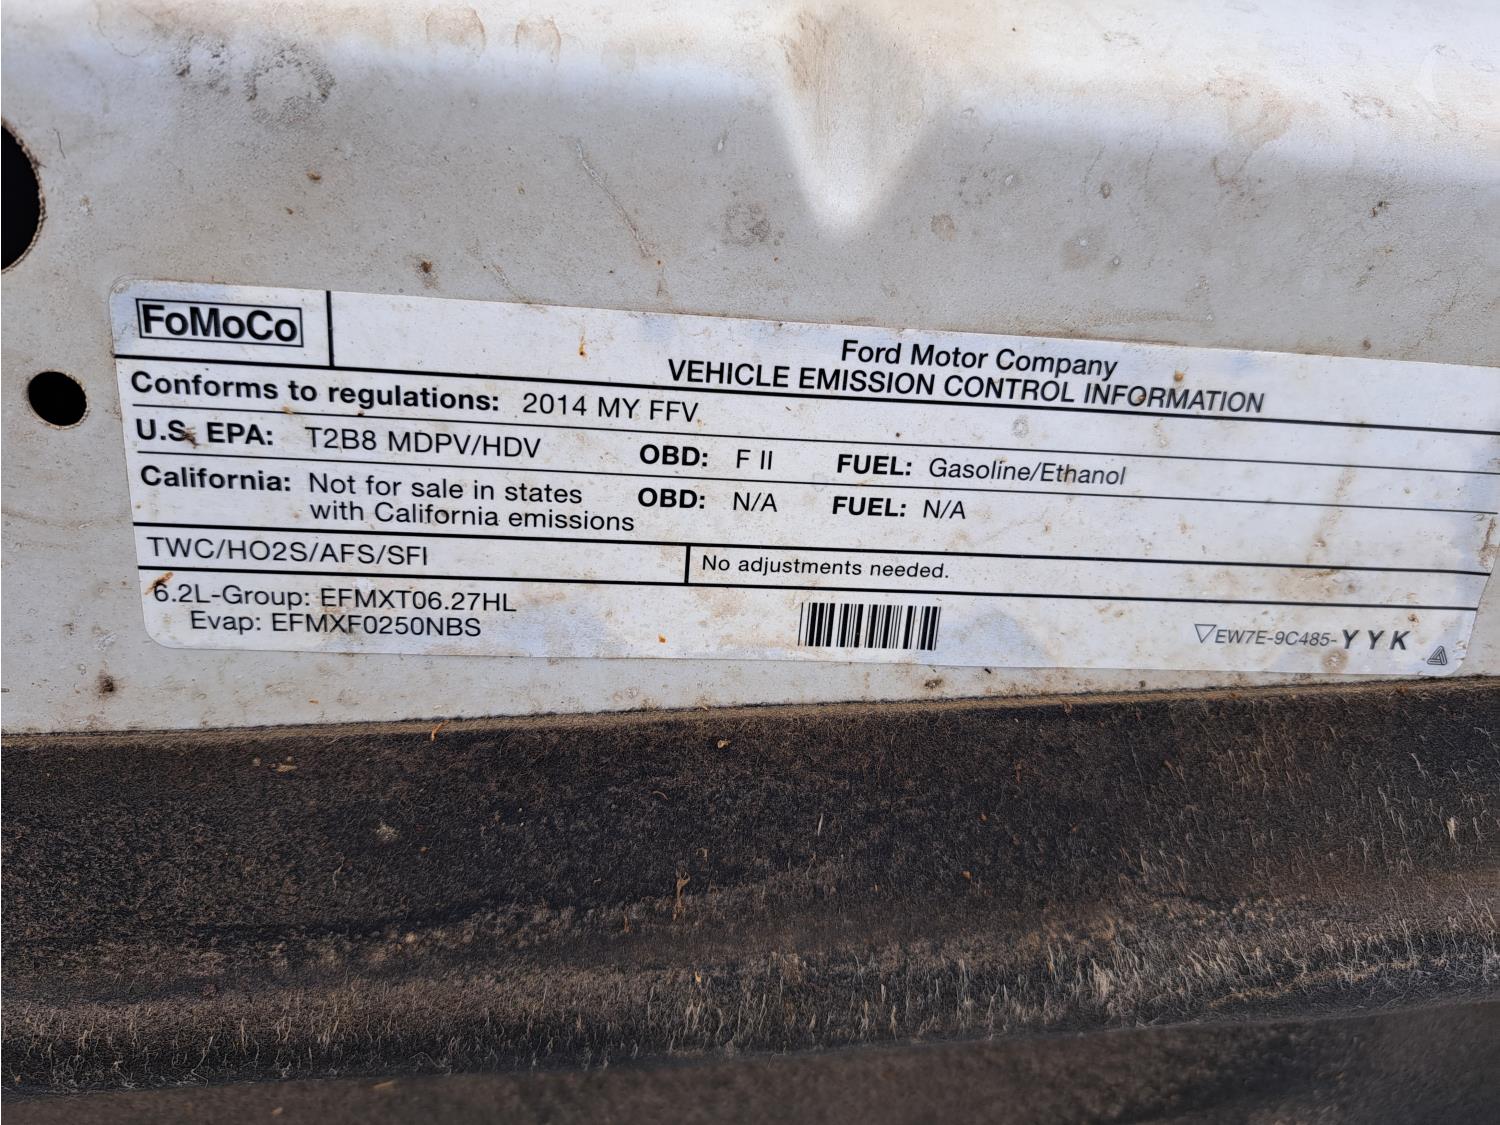 FoMoCo
Ford Motor Company
VEHICLE EMISSION CONTROL INFORMATION
Conforms to regulations: 2014 MY FFV
U.S. EPA: T2B8 MDPV/HDV OBD: F II FUEL: Gasoline/Ethanol
California: Not for sale in states OBD: N/A FUEL: N/A
with California emissions
TWC/HO2S/AFS/SFI No adjustments needed.
6.2L-Group: EFMXT06.27HL
Evap: EFMXF0250NBS
EW7E-9C485-YYK